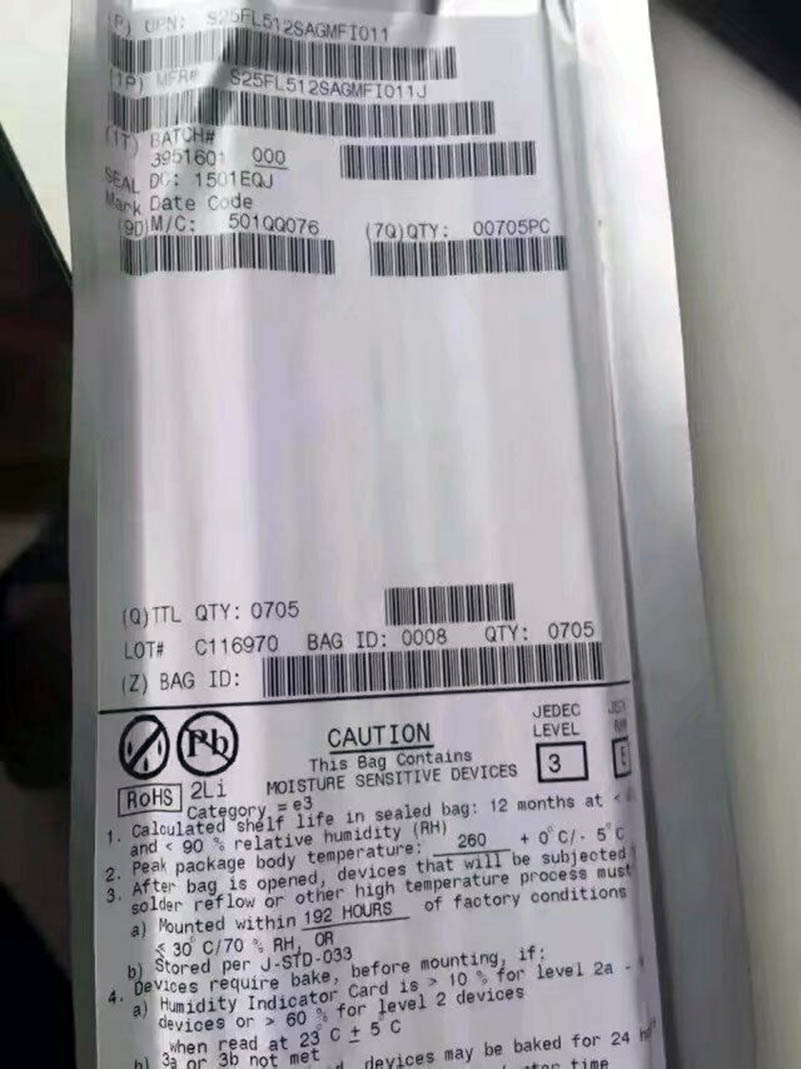 (P) OPN: S25FL512SAGMFI011
(1P) MFR# S25FL512SAGMFI011J
(1T) BATCH#
3951601 000
SEAL DC: 1501EQJ
Mark Date Code
(9D)M/C: 501QQ076 (7Q)QTY: 00705PC
(Q)TTL QTY: 0705
LOT# C116970 BAG ID: 0008 QTY: 0705
(Z) BAG ID:
Pb
CAUTION
This Bag Contains
MOISTURE SENSITIVE DEVICES
JEDEC
LEVEL
3
E
RoHS 2Li
Category = e3
1. Calculated shelf life in sealed bag: 12 months at <
and < 90 % relative humidity (RH)
2. Peak package body temperature: 260 + 0°C/- 5°C
3. After bag is opened, devices that will be subjected
solder reflow or other high temperature process must
a) Mounted within 192 HOURS of factory conditions
≤ 30°C/70 % RH, OR
b) Stored per J-STD-033
4. Devices require bake, before mounting, if:
a) Humidity Indicator Card is > 10 % for level 2a -
devices or > 60 % for level 2 devices
when read at 23°C ± 5°C
b) 3a or 3b not met
devices may be baked for 24
time